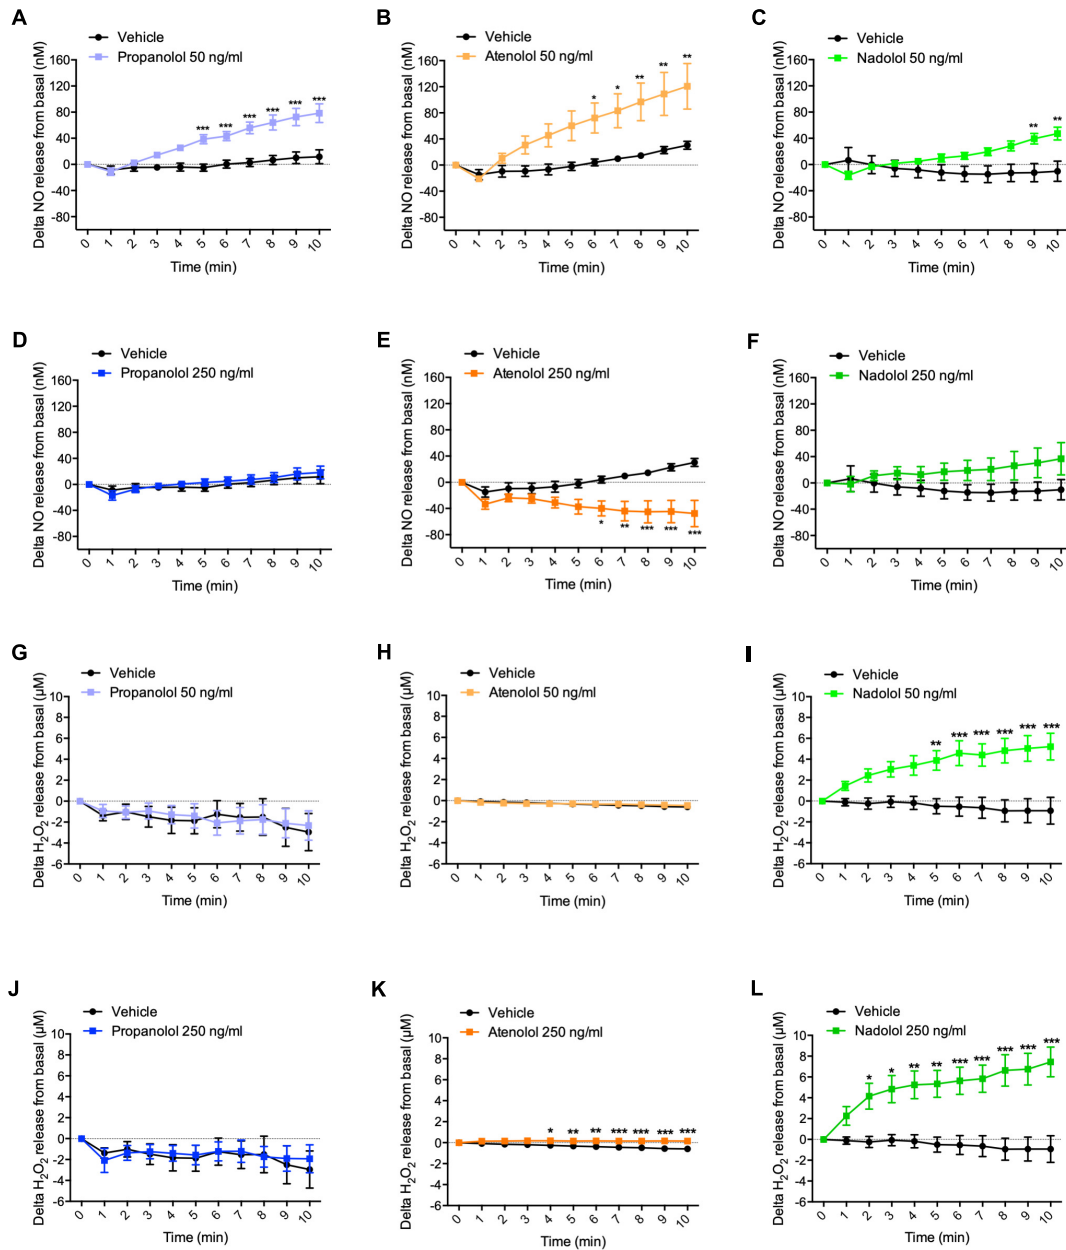 A
Vehicle
Propanolol 50 ng/ml
Delta NO release from basal (nM)
160
120
80
40
0
-40
-80
*** *** *** *** *** ***
0 1 2 3 4 5 6 7 8 9 10
Time (min)
B
Vehicle
Atenolol 50 ng/ml
Delta NO release from basal (nM)
160
120
80
40
0
-40
-80
* * ** ** **
0 1 2 3 4 5 6 7 8 9 10
Time (min)
C
Vehicle
Nadolol 50 ng/ml
Delta NO release from basal (nM)
160
120
80
40
0
-40
-80
** **
0 1 2 3 4 5 6 7 8 9 10
Time (min)
D
Vehicle
Propanolol 250 ng/ml
Delta NO release from basal (nM)
160
120
80
40
0
-40
-80
0 1 2 3 4 5 6 7 8 9 10
Time (min)
E
Vehicle
Atenolol 250 ng/ml
Delta NO release from basal (nM)
160
120
80
40
0
-40
-80
* ** *** *** ***
0 1 2 3 4 5 6 7 8 9 10
Time (min)
F
Vehicle
Nadolol 250 ng/ml
Delta NO release from basal (nM)
160
120
80
40
0
-40
-80
0 1 2 3 4 5 6 7 8 9 10
Time (min)
G
Vehicle
Propanolol 50 ng/ml
Delta H₂O₂ release from basal (µM)
10
8
6
4
2
0
-2
-4
-6
0 1 2 3 4 5 6 7 8 9 10
Time (min)
H
Vehicle
Atenolol 50 ng/ml
Delta H₂O₂ release from basal (µM)
10
8
6
4
2
0
-2
-4
-6
0 1 2 3 4 5 6 7 8 9 10
Time (min)
I
Vehicle
Nadolol 50 ng/ml
Delta H₂O₂ release from basal (µM)
10
8
6
4
2
0
-2
-4
-6
** *** *** *** *** ***
0 1 2 3 4 5 6 7 8 9 10
Time (min)
J
Vehicle
Propanolol 250 ng/ml
Delta H₂O₂ release from basal (µM)
10
8
6
4
2
0
-2
-4
-6
0 1 2 3 4 5 6 7 8 9 10
Time (min)
K
Vehicle
Atenolol 250 ng/ml
Delta H₂O₂ release from basal (µM)
10
8
6
4
2
0
-2
-4
-6
* ** ** *** *** *** ***
0 1 2 3 4 5 6 7 8 9 10
Time (min)
L
Vehicle
Nadolol 250 ng/ml
Delta H₂O₂ release from basal (µM)
10
8
6
4
2
0
-2
-4
-6
* * ** ** *** *** *** *** ***
0 1 2 3 4 5 6 7 8 9 10
Time (min)